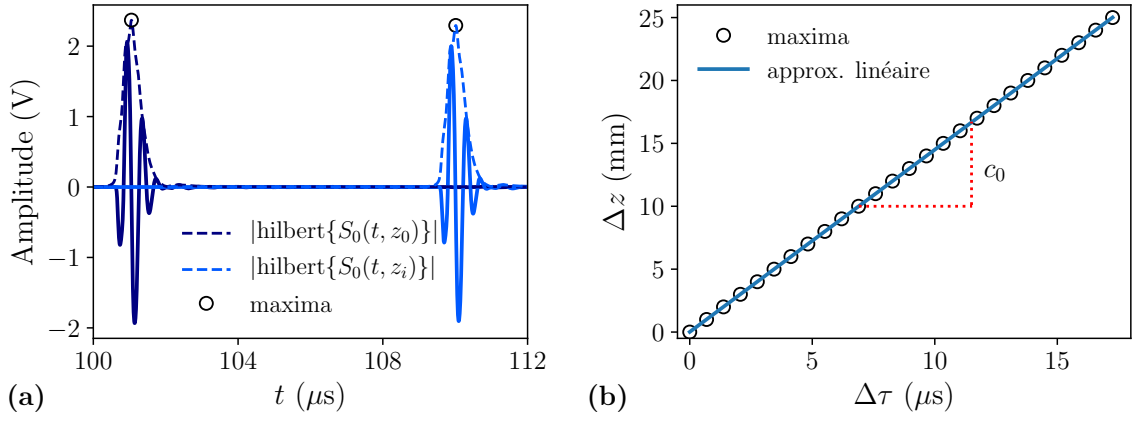 Amplitude (V)
2
1
0
−1
−2
|hilbert{S₀(t, z₀)}|
|hilbert{S₀(t, zᵢ)}|
maxima
100
104
108
112
t (μs)
(a)
Δz (mm)
25
20
15
10
5
0
maxima
approx. linéaire
c₀
0
5
10
15
Δτ (μs)
(b)